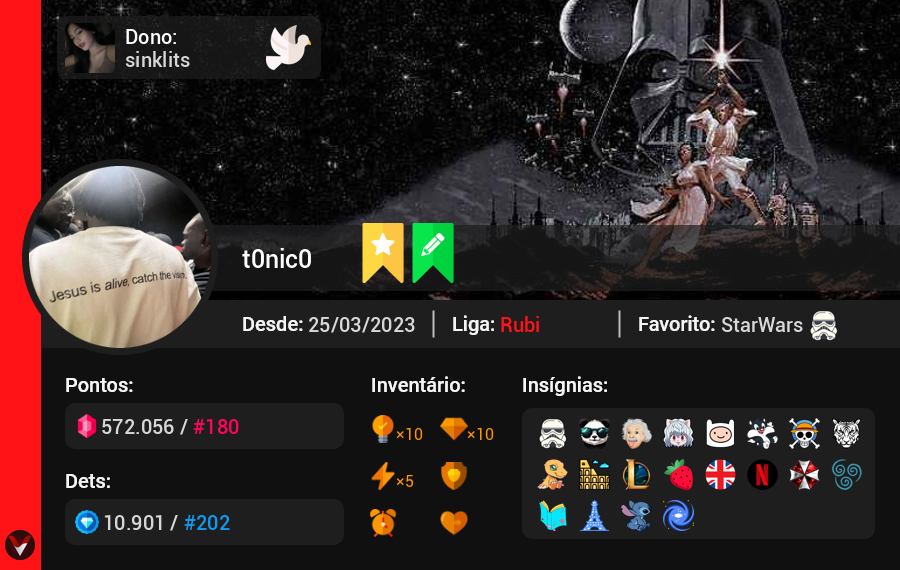 Dono:
sinklits
Jesus is alive, catch the vision.
t0nic0
Desde: 25/03/2023
Liga: Rubi
Favorito: StarWars
Pontos:
572.056 / #180
Dets:
10.901 / #202
Inventário:
×10
×10
×5
Insígnias:
L
N